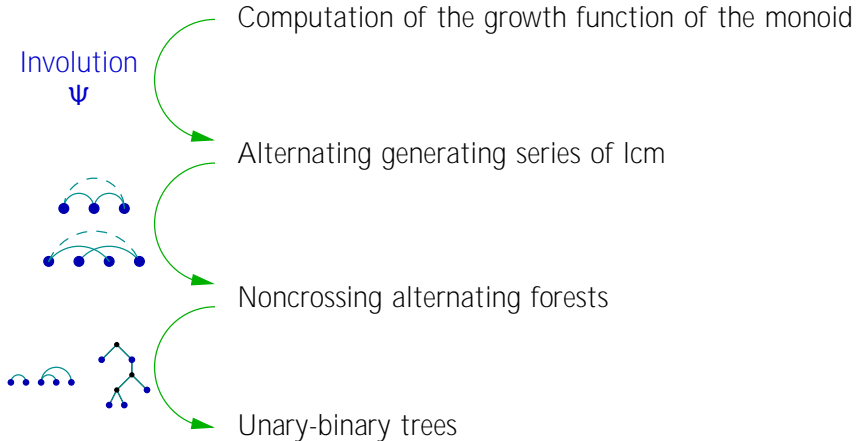 Computation of the growth function of the monoid
Involution
Ψ
Alternating generating series of lcm
Noncrossing alternating forests
Unary-binary trees